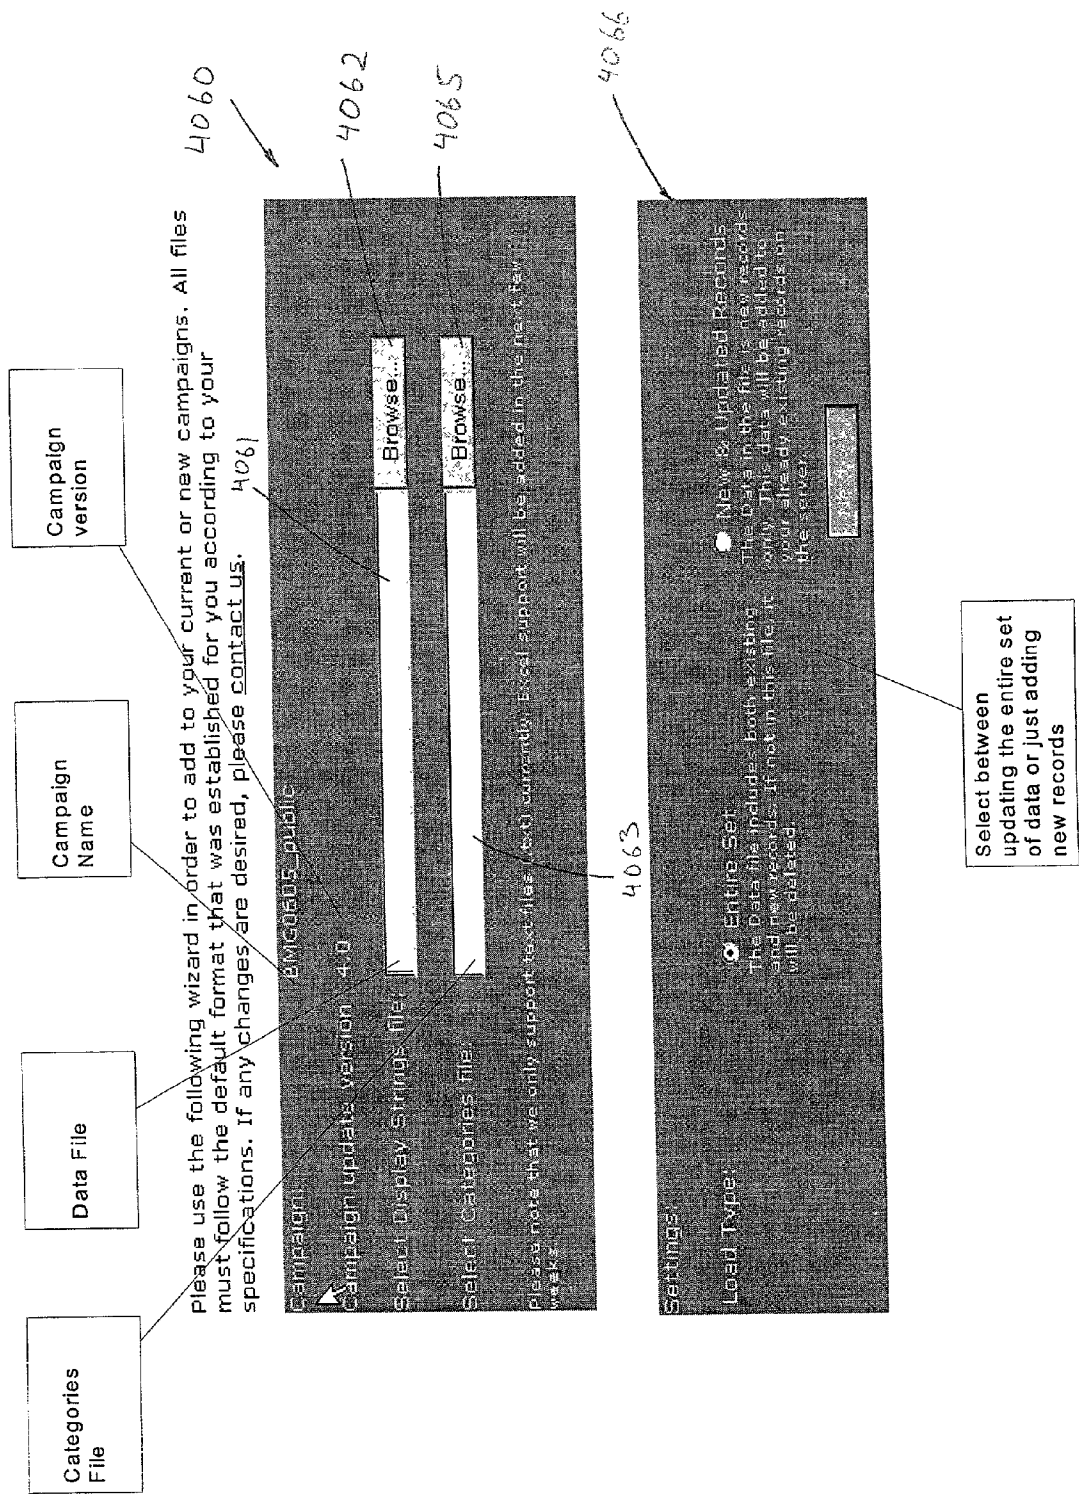 Categories
File
Data File
Campaign
Name
Campaign
version
Please use the following wizard in order to add to your current or new campaigns. All files
must follow the default format that was established for you according to your
specifications. If any changes are desired, please contact us.
4060
4061
4062
4065
4063
4066
Campaign:
Campaign update version 4.0
Select Display Strings file:
Browse...
Select Categories file:
Browse...
Please note that we only support text files (.txt) currently. Excel support will be added in the next few
weeks.
Settings:
Load Type:
Entire Set
The Data file includes both existing
and new records. If not in this file, it
will be deleted.
New & Updated Records
The Data in the file is new records
only. This data will be added to
your already existing records on
the server.
Select between
updating the entire set
of data or just adding
new records